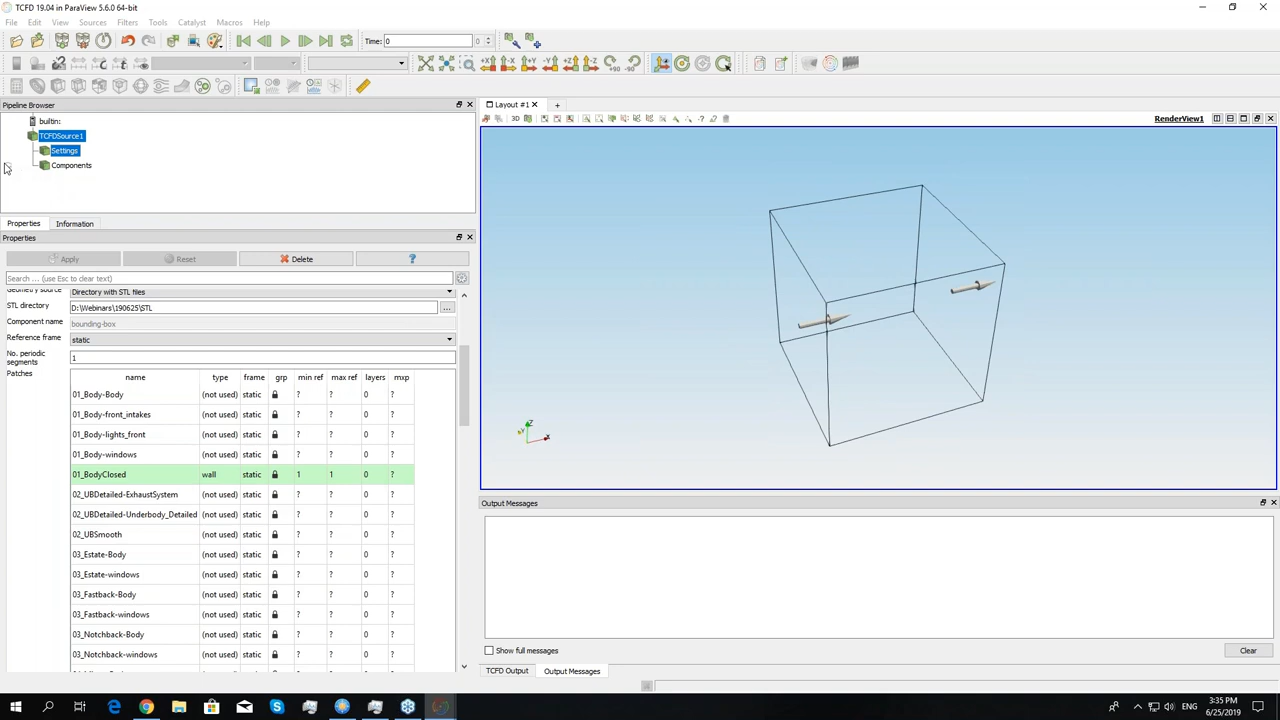 TCFD 19.04 in ParaView 5.6.0 64-bit
File Edit View Sources Filters Tools Catalyst Macros Help
Time: 0 0
+X -X +Y -Y +Z -Z +90 -90
Pipeline Browser
builtin:
TCFDSource1
Settings
Components
Properties Information
Properties
Apply Reset Delete ?
Search ... (use Esc to clear text)
Geometry source Directory with STL files
STL directory D:\Webinars\190625\STL ...
Component name bounding-box
Reference frame static
No. periodic segments 1
Patches
name type frame grp min ref max ref layers mxp
01_Body-Body (not used) static ? ? 0 ?
01_Body-front_intakes (not used) static ? ? 0 ?
01_Body-lights_front (not used) static ? ? 0 ?
01_Body-windows (not used) static ? ? 0 ?
01_BodyClosed wall static 1 1 0 ?
02_UBDetailed-ExhaustSystem (not used) static ? ? 0 ?
02_UBDetailed-Underbody_Detailed (not used) static ? ? 0 ?
02_UBSmooth (not used) static ? ? 0 ?
03_Estate-Body (not used) static ? ? 0 ?
03_Estate-windows (not used) static ? ? 0 ?
03_Fastback-Body (not used) static ? ? 0 ?
03_Fastback-windows (not used) static ? ? 0 ?
03_Notchback-Body (not used) static ? ? 0 ?
03_Notchback-windows (not used) static ? ? 0 ?
Layout #1 +
3D RenderView1
Z
Y X
Output Messages
Show full messages Clear
TCFD Output Output Messages
3:35 PM
6/25/2019